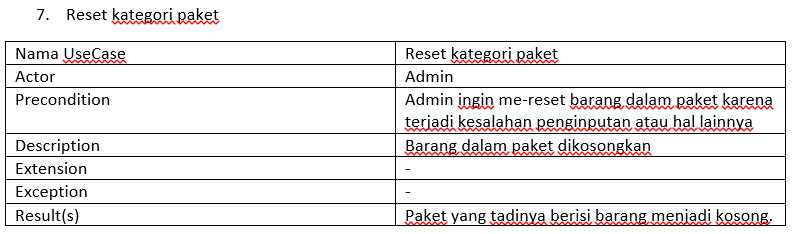 7. Reset kategori paket
Nama UseCase Reset kategori paket
Actor Admin
Precondition Admin ingin me-reset barang dalam paket karena
terjadi kesalahan penginputan atau hal lainnya
Description Barang dalam paket dikosongkan
Extension -
Exception -
Result(s) Paket yang tadinya berisi barang menjadi kosong.